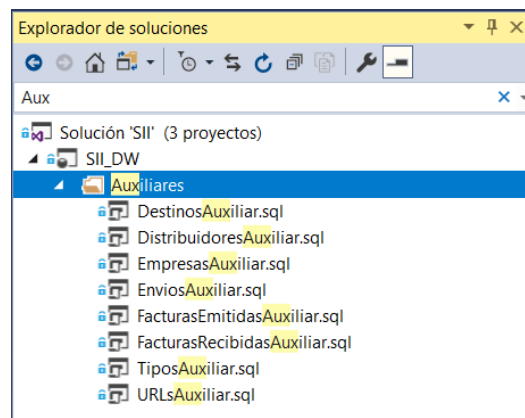 Explorador de soluciones
Aux
Solución 'SII' (3 proyectos)
SII_DW
Auxiliares
DestinosAuxiliar.sql
DistribuidoresAuxiliar.sql
EmpresasAuxiliar.sql
EnviosAuxiliar.sql
FacturasEmitidasAuxiliar.sql
FacturasRecibidasAuxiliar.sql
TiposAuxiliar.sql
URLsAuxiliar.sql